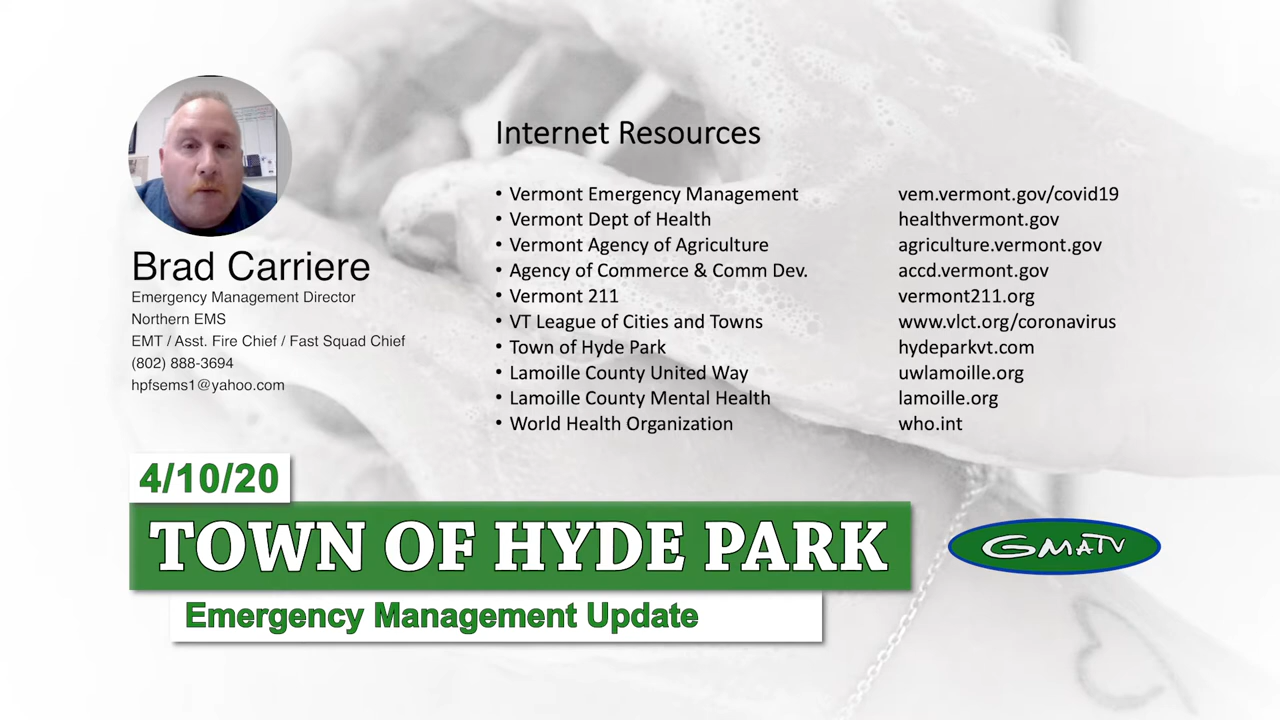 Brad Carriere
Emergency Management Director
Northern EMS
EMT / Asst. Fire Chief / Fast Squad Chief
(802) 888-3694
hpfsems1@yahoo.com
Internet Resources
• Vermont Emergency Management vem.vermont.gov/covid19
• Vermont Dept of Health healthvermont.gov
• Vermont Agency of Agriculture agriculture.vermont.gov
• Agency of Commerce & Comm Dev. accd.vermont.gov
• Vermont 211 vermont211.org
• VT League of Cities and Towns www.vlct.org/coronavirus
• Town of Hyde Park hydeparkvt.com
• Lamoille County United Way uwlamoille.org
• Lamoille County Mental Health lamoille.org
• World Health Organization who.int
4/10/20
TOWN OF HYDE PARK
Emergency Management Update
GMATV